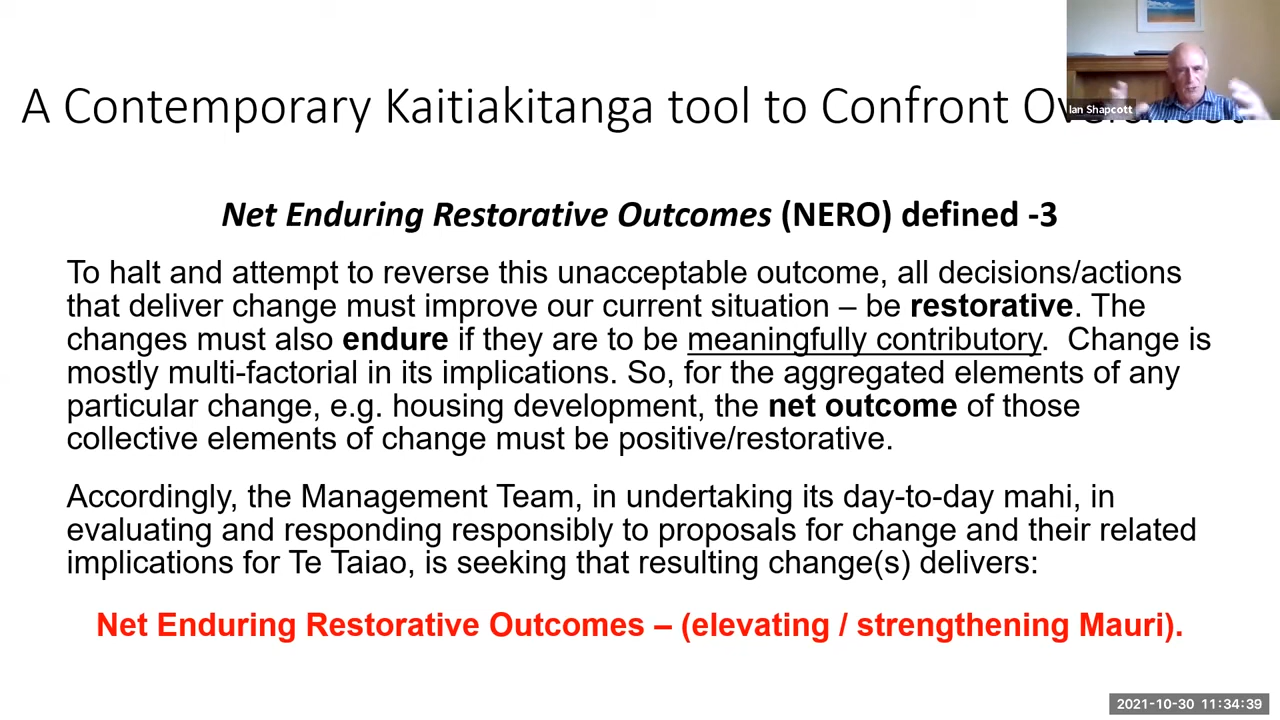 A Contemporary Kaitiakitanga tool to Confront
Ian Shapcott
Net Enduring Restorative Outcomes (NERO) defined -3
To halt and attempt to reverse this unacceptable outcome, all decisions/actions
that deliver change must improve our current situation – be restorative. The
changes must also endure if they are to be meaningfully contributory. Change is
mostly multi-factorial in its implications. So, for the aggregated elements of any
particular change, e.g. housing development, the net outcome of those
collective elements of change must be positive/restorative.
Accordingly, the Management Team, in undertaking its day-to-day mahi, in
evaluating and responding responsibly to proposals for change and their related
implications for Te Taiao, is seeking that resulting change(s) delivers:
Net Enduring Restorative Outcomes – (elevating / strengthening Mauri).
2021-10-30 11:34:39